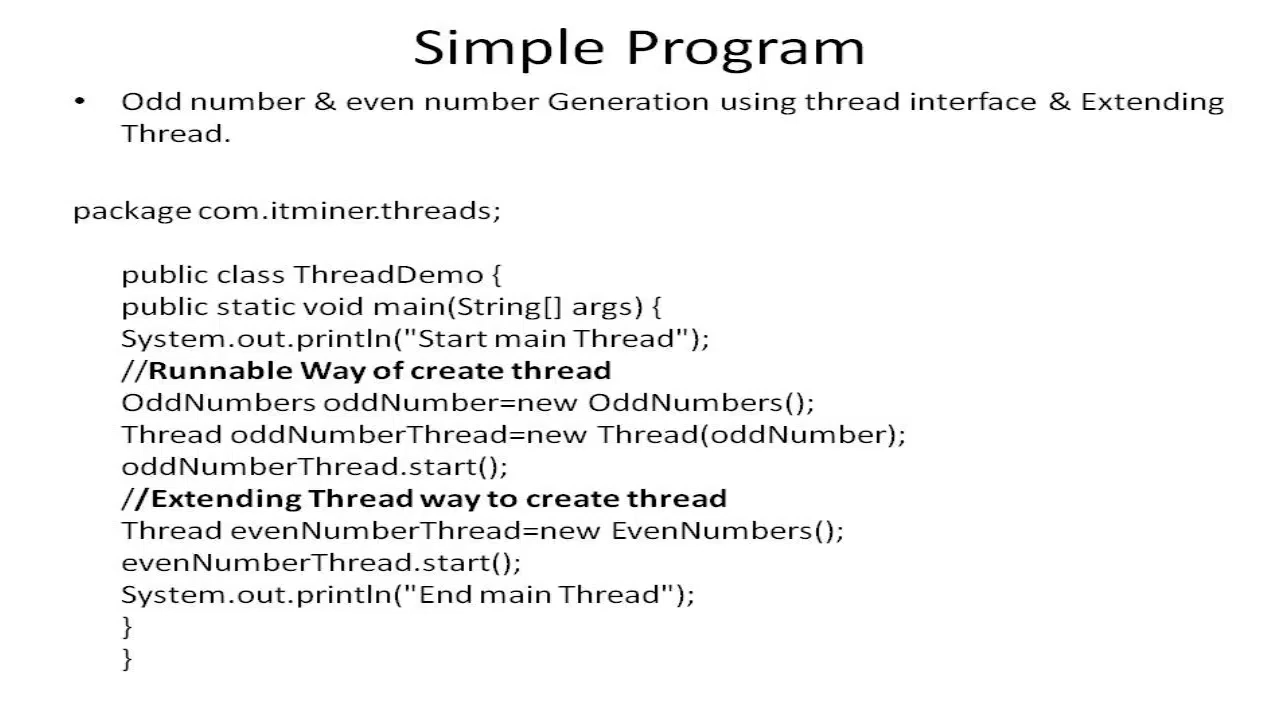 Simple Program
• Odd number & even number Generation using thread interface & Extending
Thread.
package com.itminer.threads;
public class ThreadDemo {
public static void main(String[] args) {
System.out.println("Start main Thread");
//Runnable Way of create thread
OddNumbers oddNumber=new OddNumbers();
Thread oddNumberThread=new Thread(oddNumber);
oddNumberThread.start();
//Extending Thread way to create thread
Thread evenNumberThread=new EvenNumbers();
evenNumberThread.start();
System.out.println("End main Thread");
}
}